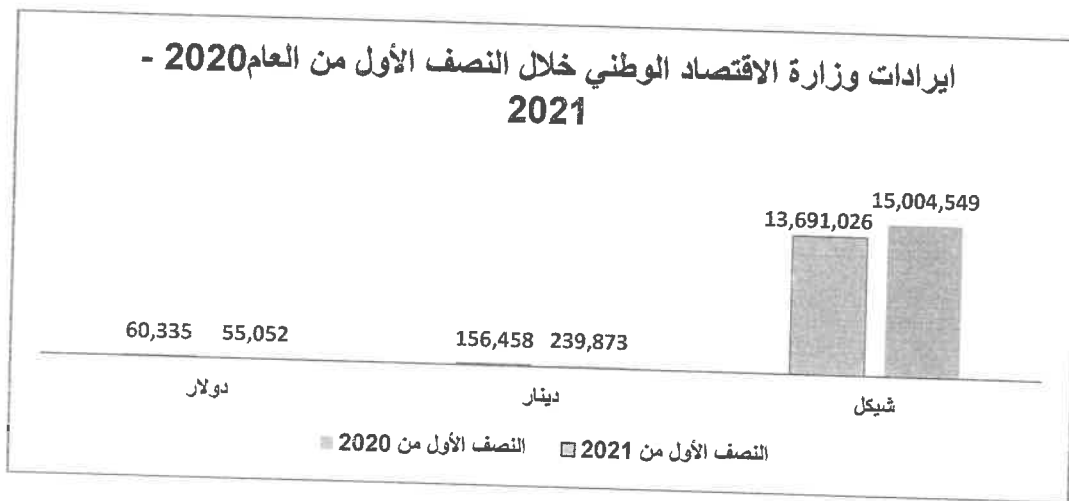 ايرادات وزارة الاقتصاد الوطني خلال النصف الأول من العام2020 -
2021
15,004,549
13,691,026
239,873
156,458
55,052
60,335
شيكل
دينار
دولار
النصف الأول من 2021
النصف الأول من 2020